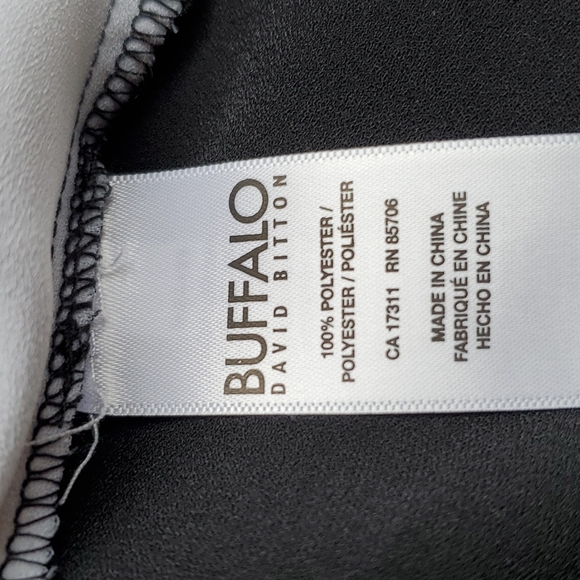 BUFFALO
DAVID BITTON
100% POLYESTER /
POLYESTER / POLIÉSTER
CA 17311 RN 85706
MADE IN CHINA
FABRIQUÉ EN CHINE
HECHO EN CHINA